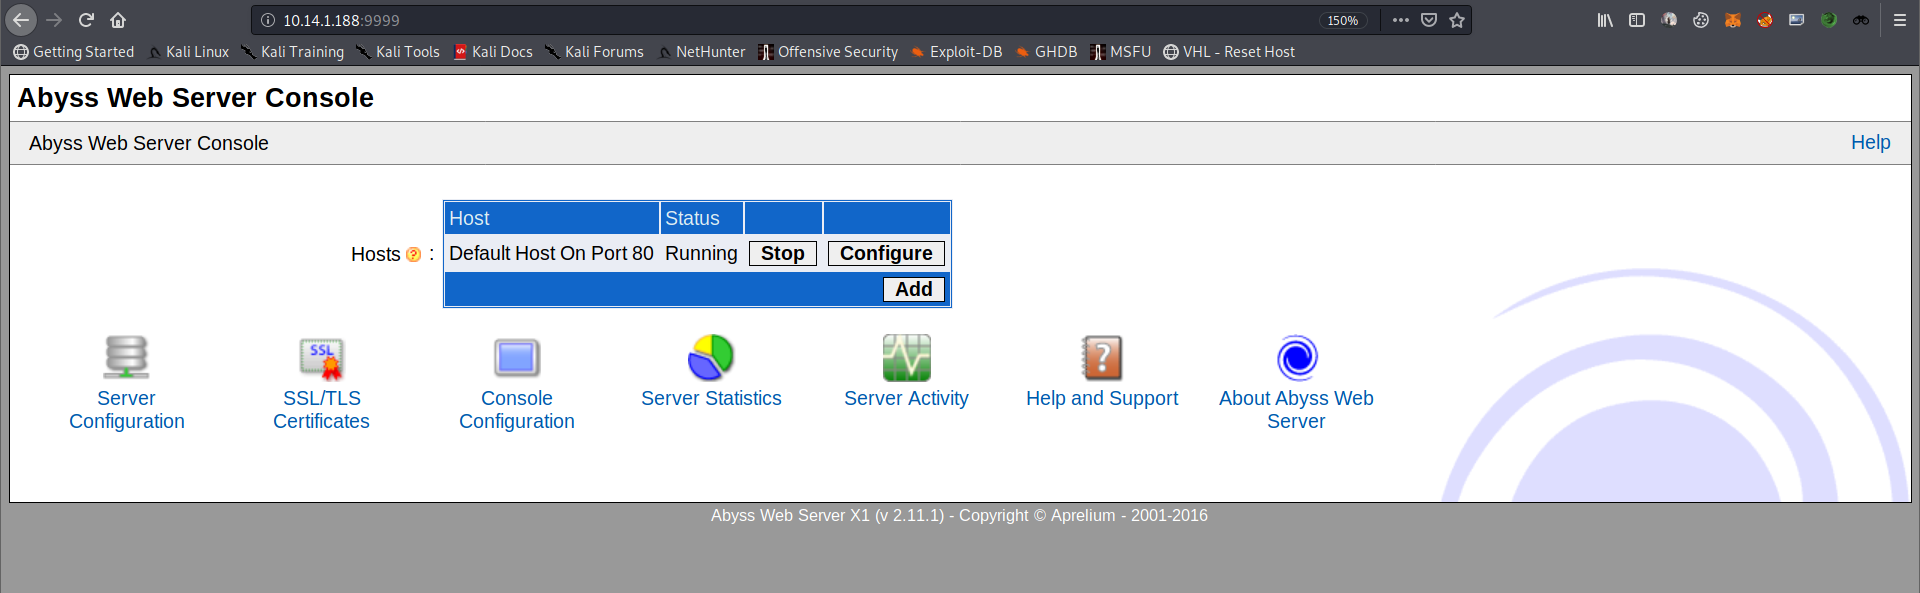 10.14.1.188:9999
150%
Getting Started Kali Linux Kali Training Kali Tools Kali Docs Kali Forums NetHunter Offensive Security Exploit-DB GHDB MSFU VHL - Reset Host
Abyss Web Server Console
Abyss Web Server Console
Help
Host Status
Hosts ? : Default Host On Port 80 Running Stop Configure
Add
SSL
?
Server Configuration
SSL/TLS Certificates
Console Configuration
Server Statistics
Server Activity
Help and Support
About Abyss Web Server
Abyss Web Server X1 (v 2.11.1) - Copyright © Aprelium - 2001-2016